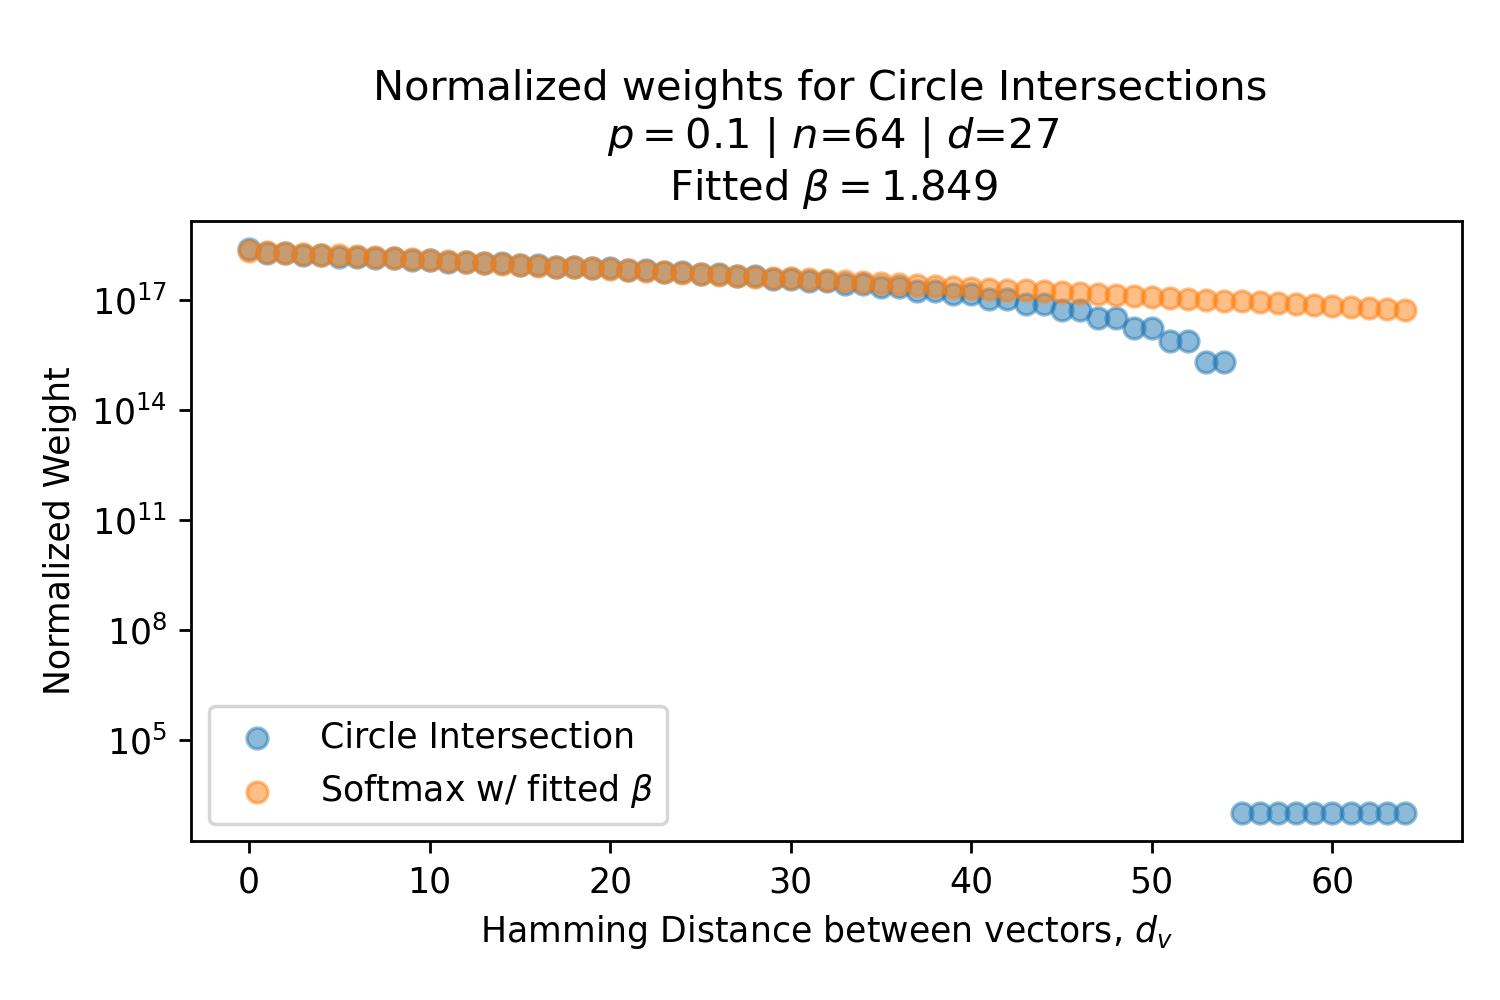 Normalized weights for Circle Intersections
p = 0.1 | n=64 | d=27
Fitted β = 1.849
Normalized Weight
10^17
10^14
10^11
10^8
10^5
Circle Intersection
Softmax w/ fitted β
0 10 20 30 40 50 60
Hamming Distance between vectors, d_v